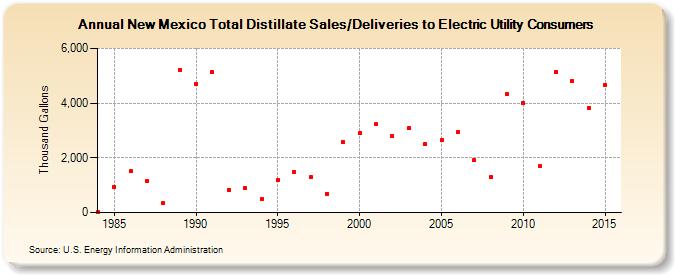 Annual New Mexico Total Distillate Sales/Deliveries to Electric Utility Consumers
Thousand Gallons
6,000
4,000
2,000
0
1985 1990 1995 2000 2005 2010 2015
Source: U.S. Energy Information Administration